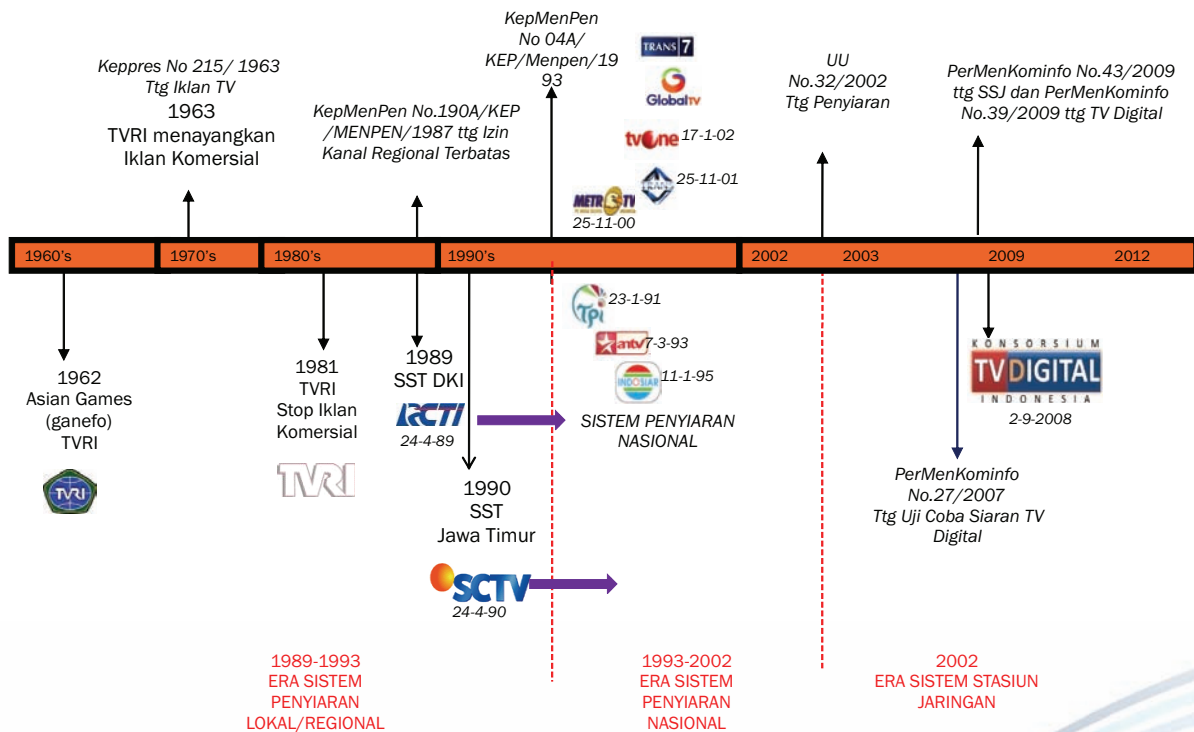 Keppres No 215/ 1963
Ttg Iklan TV
1963
TVRI menayangkan
Iklan Komersial
KepMenPen No.190A/KEP
/MENPEN/1987 ttg Izin
Kanal Regional Terbatas
KepMenPen
No 04A/
KEP/Menpen/19
93
TRANS 7
GlobalTV
tvOne 17-1-02
TRANS 25-11-01
METRO TV
25-11-00
UU
No.32/2002
Ttg Penyiaran
PerMenKominfo No.43/2009
ttg SSJ dan PerMenKominfo
No.39/2009 ttg TV Digital
1960's 1970's 1980's 1990's 2002 2003 2009 2012
1962
Asian Games
(ganefo)
TVRI
TVRI
1981
TVRI
Stop Iklan
Komersial
TVRI
1989
SST DKI
RCTI
24-4-89
1990
SST
Jawa Timur
SCTV
24-4-90
TPI 23-1-91
antv 7-3-93
INDOSIAR 11-1-95
SISTEM PENYIARAN
NASIONAL
KONSORSIUM
TV DIGITAL
INDONESIA
2-9-2008
PerMenKominfo
No.27/2007
Ttg Uji Coba Siaran TV
Digital
1989-1993
ERA SISTEM
PENYIARAN
LOKAL/REGIONAL
1993-2002
ERA SISTEM
PENYIARAN
NASIONAL
2002
ERA SISTEM STASIUN
JARINGAN